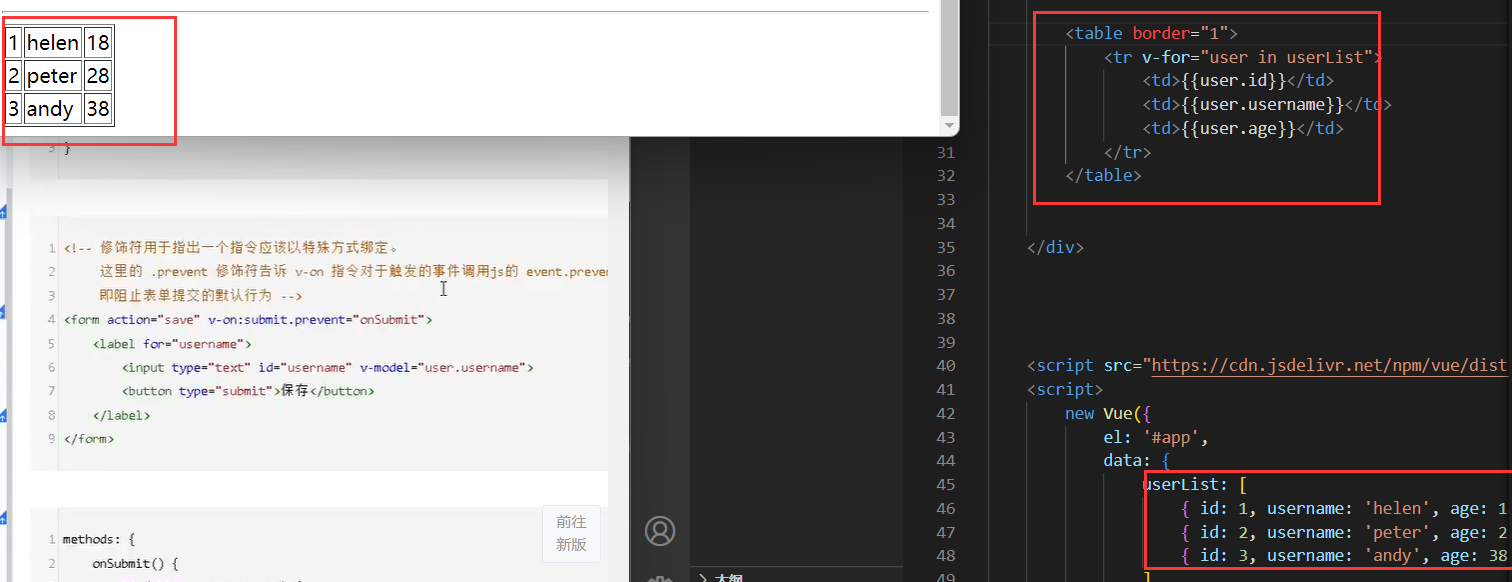 1 helen 18
2 peter 28
3 andy 38
3 }
1 <!-- 修饰符用于指出一个指令应该以特殊方式绑定。
2 这里的 .prevent 修饰符告诉 v-on 指令对于触发的事件调用js的 event.preven
3 即阻止表单提交的默认行为 -->
4 <form action="save" v-on:submit.prevent="onSubmit">
5 <label for="username">
6 <input type="text" id="username" v-model="user.username">
7 <button type="submit">保存</button>
8 </label>
9 </form>
前往
新版
1 methods: {
2 onSubmit() {
大纲
<table border="1">
<tr v-for="user in userList">
<td>{{user.id}}</td>
<td>{{user.username}}</td>
<td>{{user.age}}</td>
31 </tr>
32 </table>
33
34
35 </div>
36
37
38
39
40 <script src="https://cdn.jsdelivr.net/npm/vue/dist
41 <script>
42 new Vue({
43 el: '#app',
44 data: {
45 userList: [
46 { id: 1, username: 'helen', age: 1
47 { id: 2, username: 'peter', age: 2
48 { id: 3, username: 'andy', age: 38
49 ]